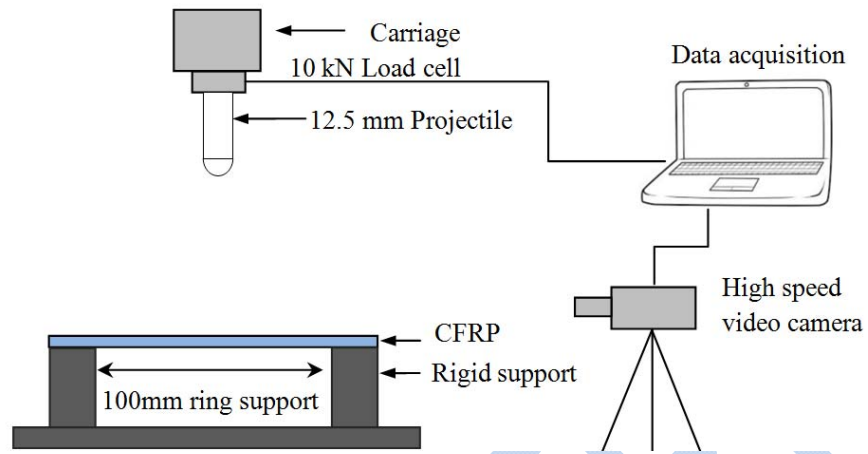 Carriage
10 kN Load cell
12.5 mm Projectile
Data acquisition
High speed
video camera
CFRP
Rigid support
100mm ring support